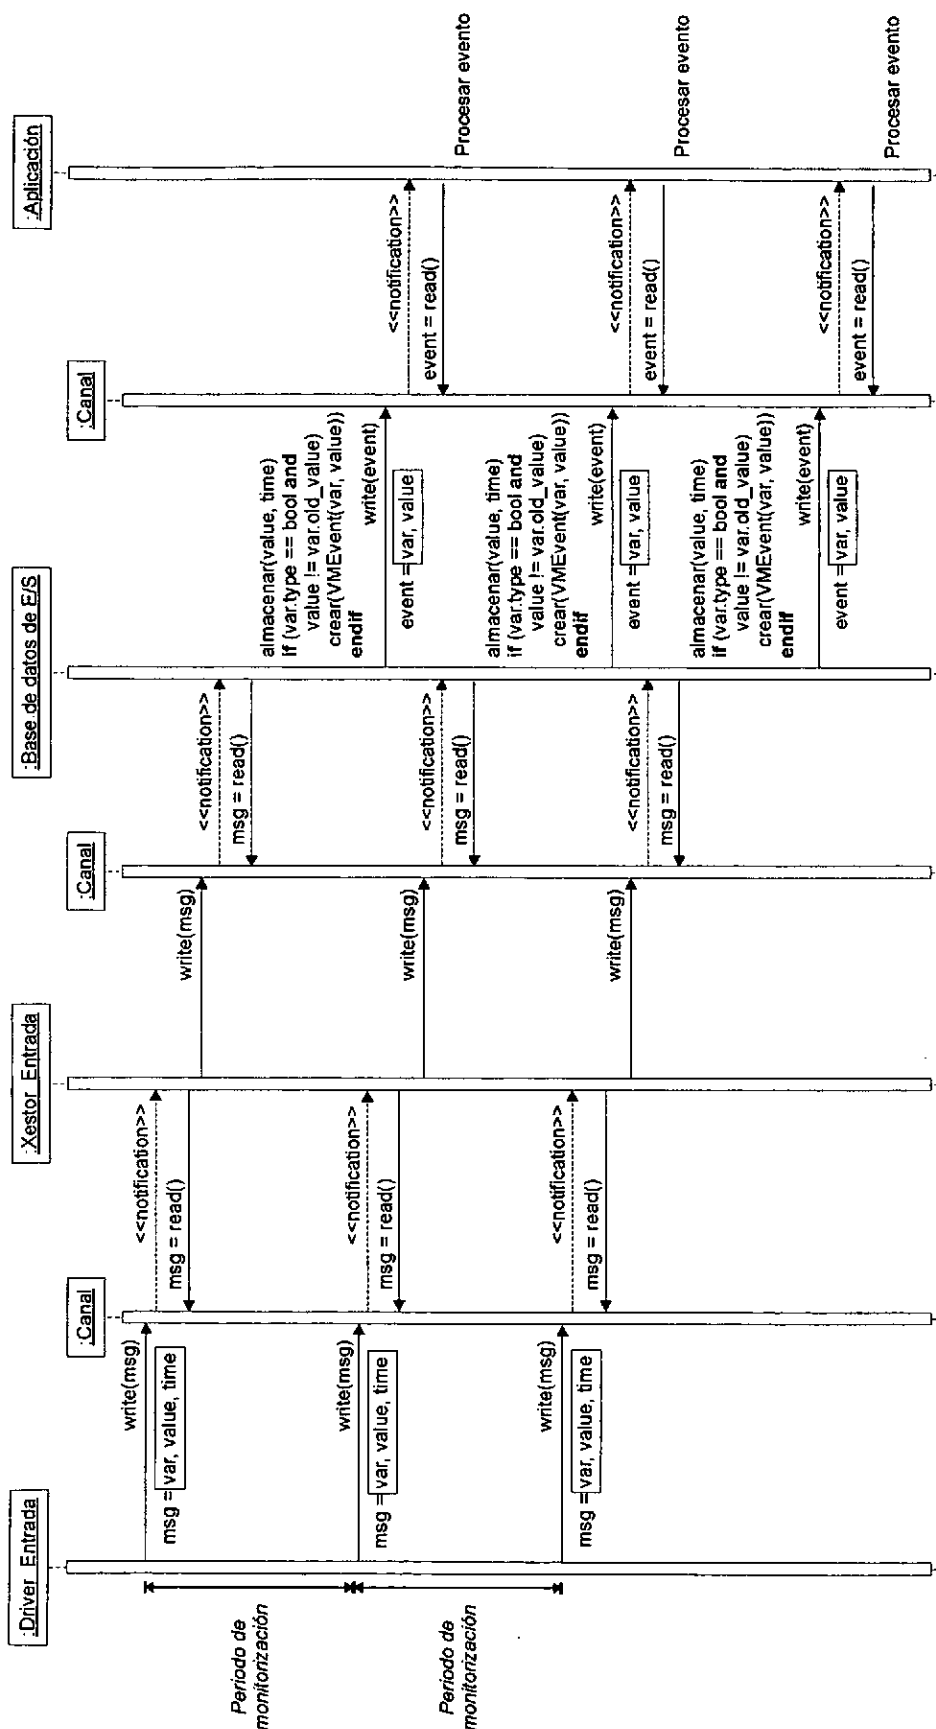 :Driver_Entrada
:Canal
:Xestor_Entrada
:Canal
:Base de datos de E/S
:Canal
:Aplicación
Periodo de
monitorización
Periodo de
monitorización
write(msg)
msg = var, value, time
write(msg)
msg = var, value, time
write(msg)
msg = var, value, time
<<notification>>
msg = read()
<<notification>>
msg = read()
<<notification>>
msg = read()
write(msg)
write(msg)
write(msg)
<<notification>>
msg = read()
<<notification>>
msg = read()
<<notification>>
msg = read()
almacenar(value, time)
if (var.type == bool and
value != var.old_value)
crear(VMEvent(var, value))
endif
write(event)
event = var, value
almacenar(value, time)
if (var.type == bool and
value != var.old_value)
crear(VMEvent(var, value))
endif
write(event)
event = var, value
almacenar(value, time)
if (var.type == bool and
value != var.old_value)
crear(VMEvent(var, value))
endif
write(event)
event = var, value
<<notification>>
event = read()
<<notification>>
event = read()
<<notification>>
event = read()
Procesar evento
Procesar evento
Procesar evento